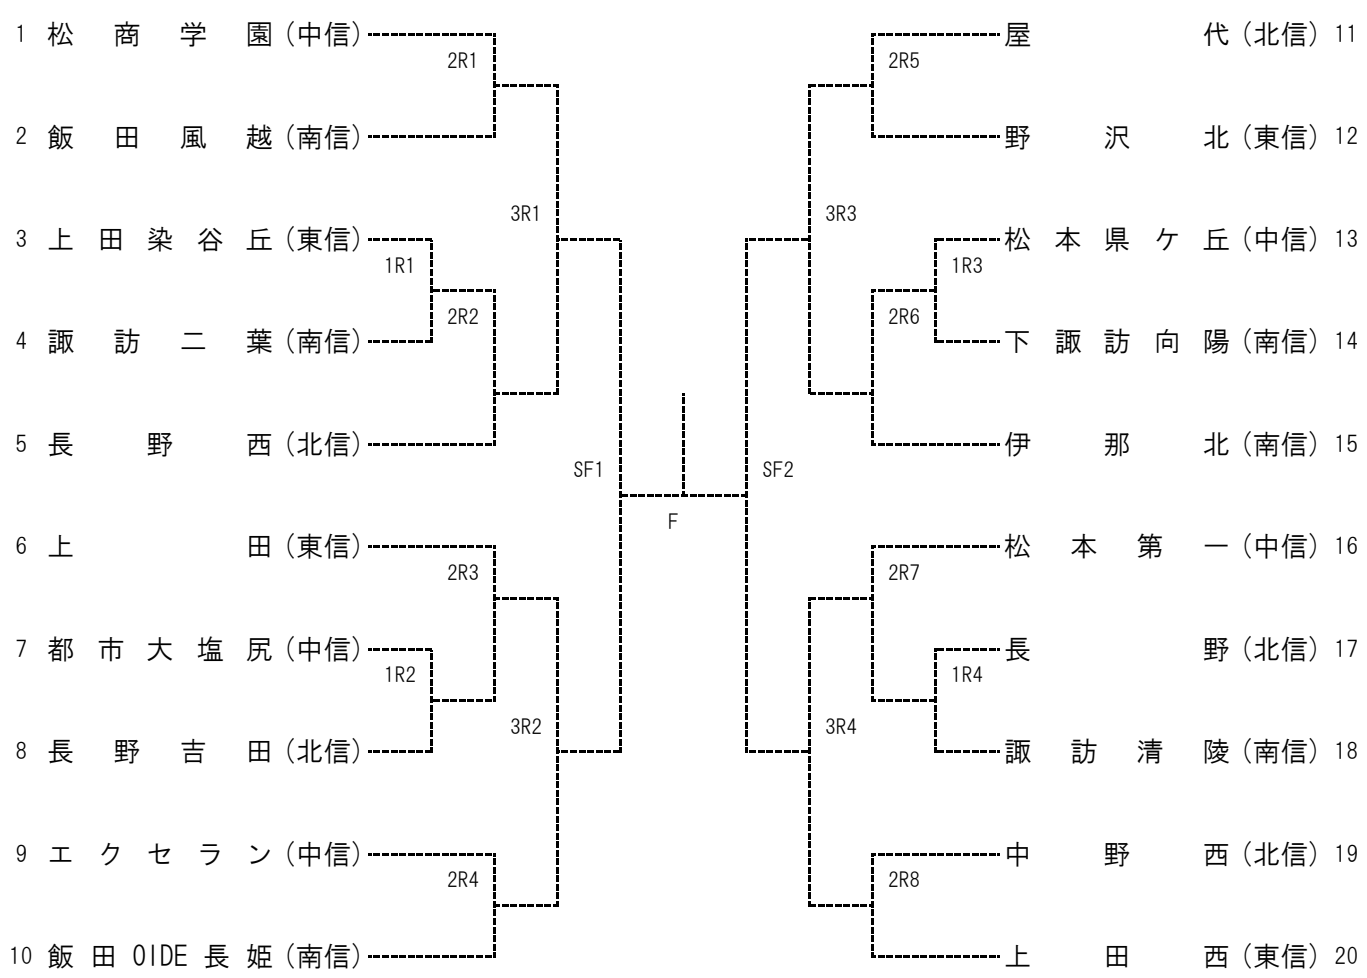 1 松商学園(中信) 屋代(北信) 11
2R1 2R5
2 飯田風越(南信) 野沢北(東信) 12
3R1 3R3
3 上田染谷丘(東信) 松本県ケ丘(中信) 13
1R1 1R3
2R2 2R6
4 諏訪二葉(南信) 下諏訪向陽(南信) 14
5 長野西(北信) 伊那北(南信) 15
SF1 SF2
F
6 上田(東信) 松本第一(中信) 16
2R3 2R7
7 都市大塩尻(中信) 長野(北信) 17
1R2 1R4
3R2 3R4
8 長野吉田(北信) 諏訪清陵(南信) 18
9 エクセラン(中信) 中野西(北信) 19
2R4 2R8
10 飯田OIDE長姫(南信) 上田西(東信) 20